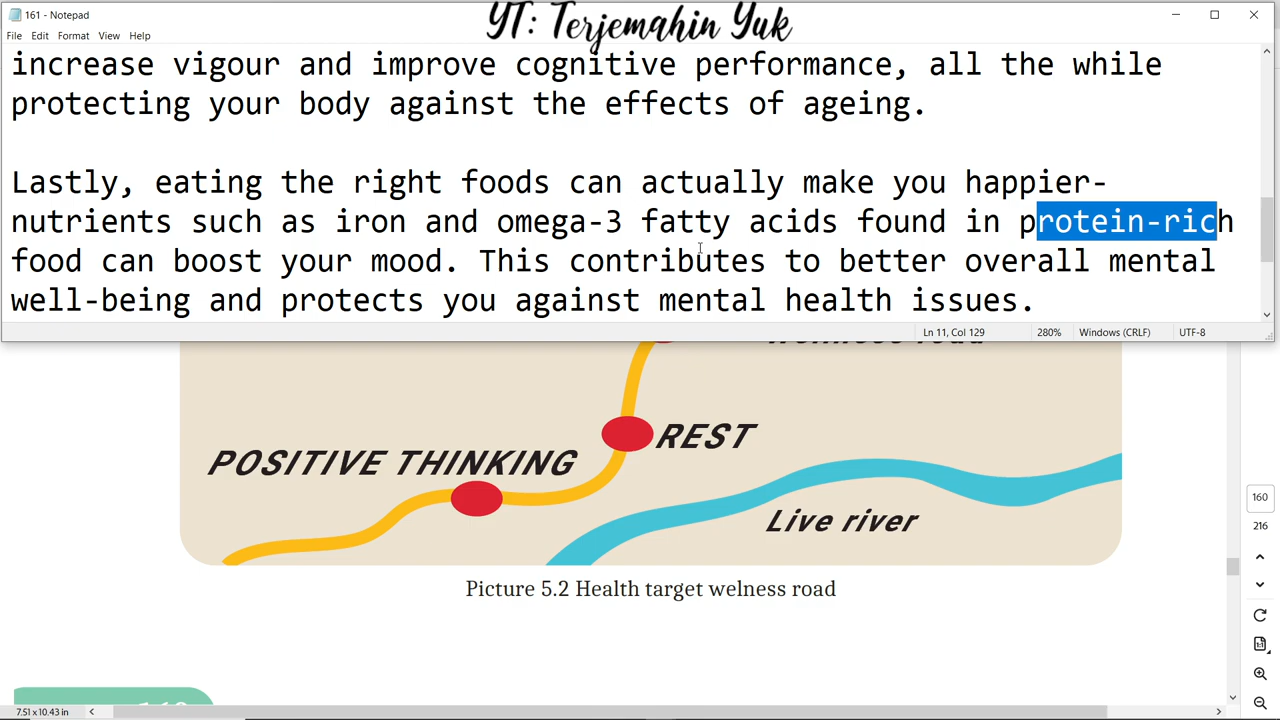 161 - Notepad
YT: Terjemahin Yuk
File Edit Format View Help
increase vigour and improve cognitive performance, all the while
protecting your body against the effects of ageing.
Lastly, eating the right foods can actually make you happier-
nutrients such as iron and omega-3 fatty acids found in protein-rich
food can boost your mood. This contributes to better overall mental
well-being and protects you against mental health issues.
Ln 11, Col 129 280% Windows (CRLF) UTF-8
REST
POSITIVE THINKING
Live river
Picture 5.2 Health target welness road
160
216
7.51 x 10.43 in